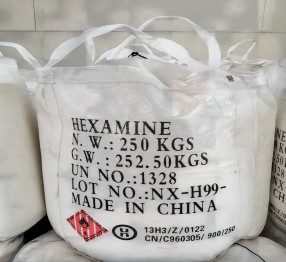 HEXAMINE
N. W.: 250 KGS
G.W.: 252.50KGS
UN NO.:1328
LOT NO.:NX-H99-
MADE IN CHINA
H
13H3/Z/0122
CN/C960305/900/250